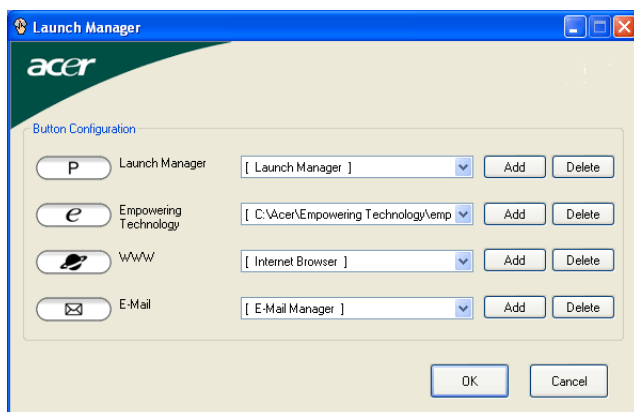 Launch Manager
acer
Button Configuration
P Launch Manager [ Launch Manager ] Add Delete
e Empowering Technology [ C:\Acer\Empowering Technology\emp Add Delete
WWW [ Internet Browser ] Add Delete
E-Mail [ E-Mail Manager ] Add Delete
OK Cancel